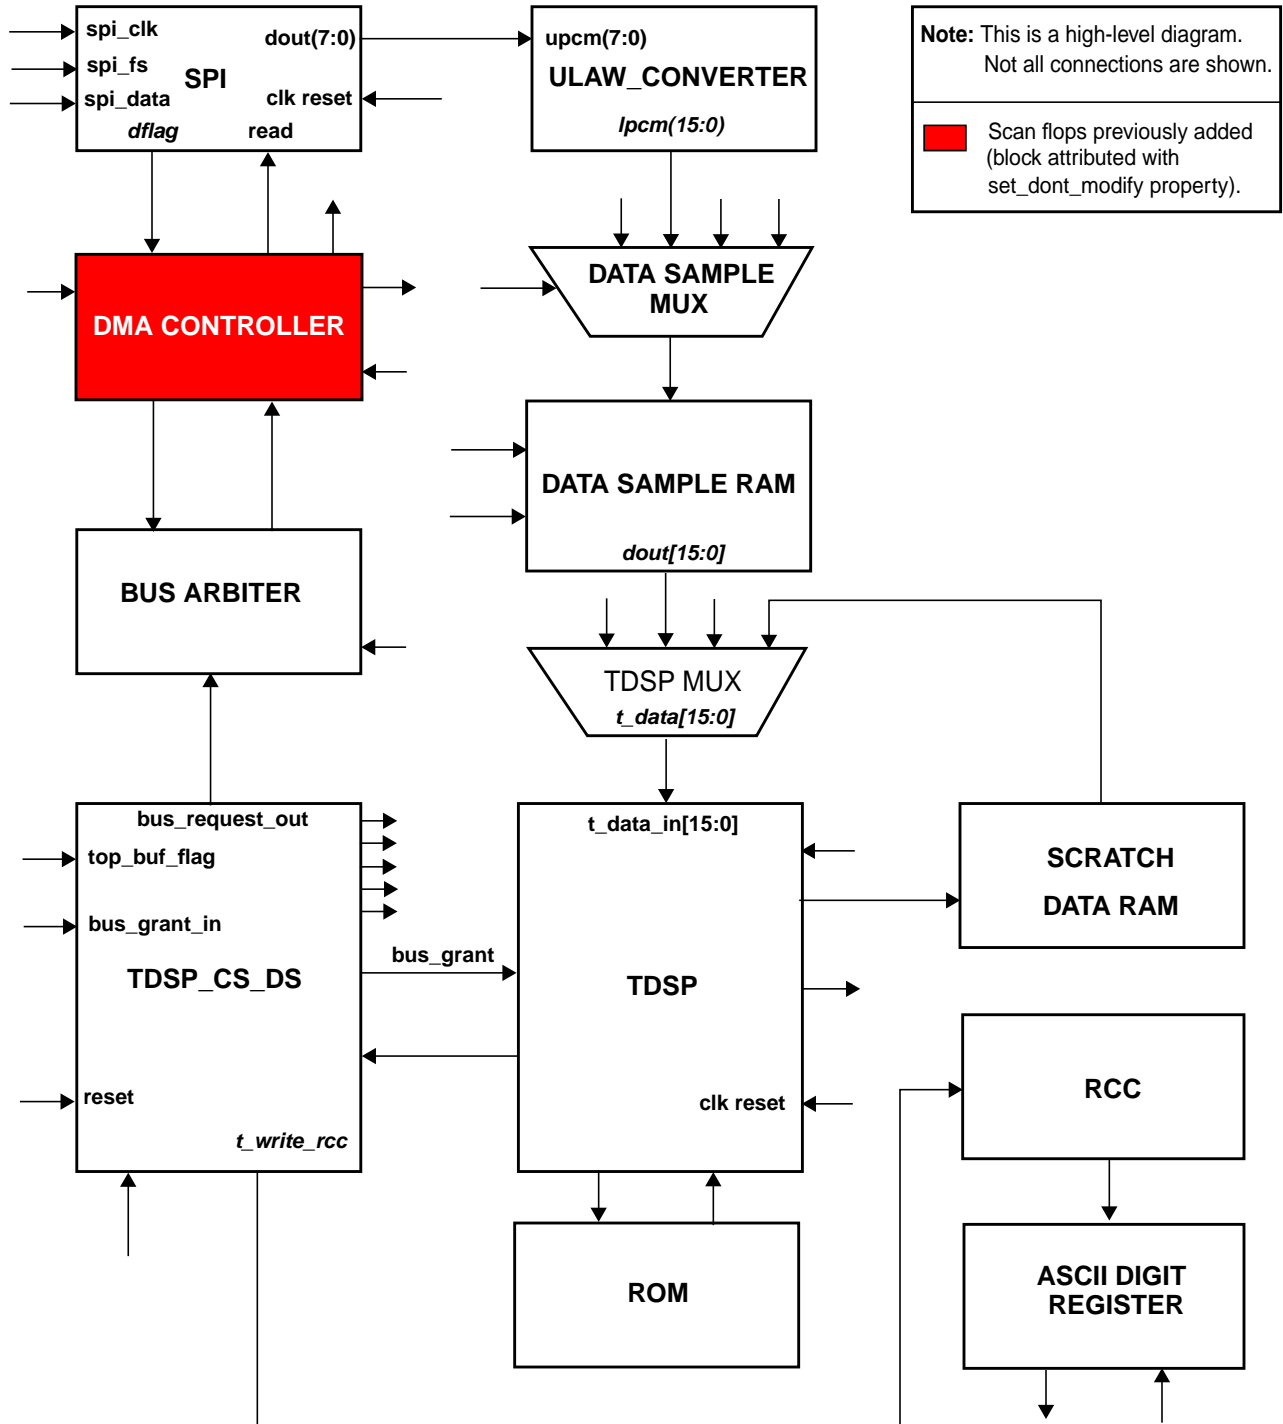 spi_clk
dout(7:0)
spi_fs
SPI
spi_data
clk reset
dflag
read
upcm(7:0)
ULAW_CONVERTER
lpcm(15:0)
Note: This is a high-level diagram.
Not all connections are shown.
Scan flops previously added
(block attributed with
set_dont_modify property).
DMA CONTROLLER
DATA SAMPLE
MUX
DATA SAMPLE RAM
dout[15:0]
BUS ARBITER
TDSP MUX
t_data[15:0]
bus_request_out
top_buf_flag
bus_grant_in
TDSP_CS_DS
reset
t_write_rcc
bus_grant
t_data_in[15:0]
TDSP
clk reset
SCRATCH
DATA RAM
RCC
ROM
ASCII DIGIT
REGISTER